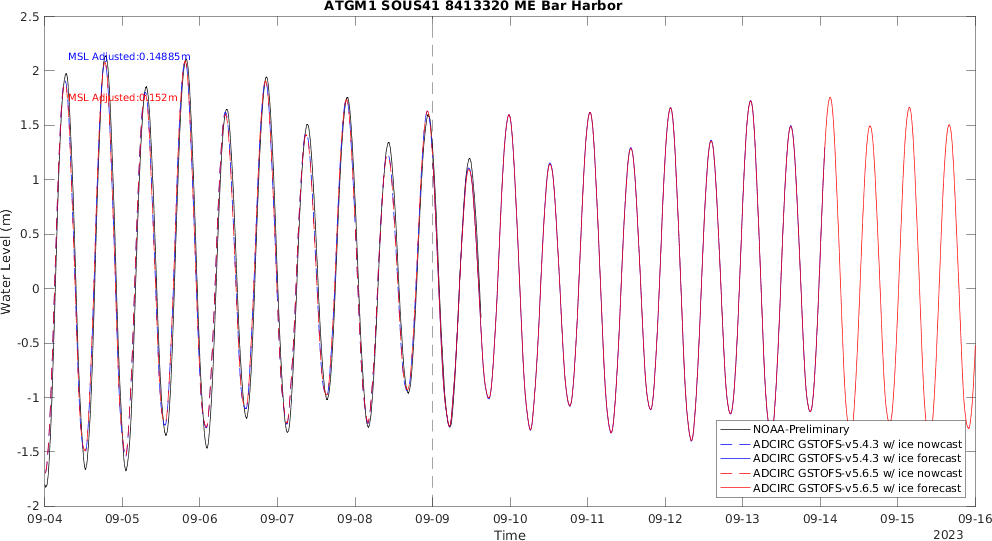 ATGM1 SOUS41 8413320 ME Bar Harbor
2.5
2
1.5
1
0.5
0
-0.5
-1
-1.5
-2
Water Level (m)
MSL Adjusted:0.14885m
MSL Adjusted:0.152m
NOAA-Preliminary
ADCIRC GSTOFS-v5.4.3 w/ ice nowcast
ADCIRC GSTOFS-v5.4.3 w/ ice forecast
ADCIRC GSTOFS-v5.6.5 w/ ice nowcast
ADCIRC GSTOFS-v5.6.5 w/ ice forecast
09-04 09-05 09-06 09-07 09-08 09-09 09-10 09-11 09-12 09-13 09-14 09-15 09-16
Time
2023